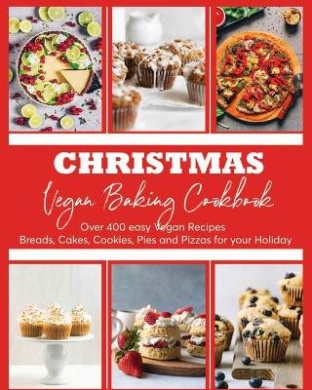 CHRISTMAS
Vegan Baking Cookbook
Over 400 easy Vegan Recipes
Breads, Cakes, Cookies, Pies and Pizzas for your Holiday